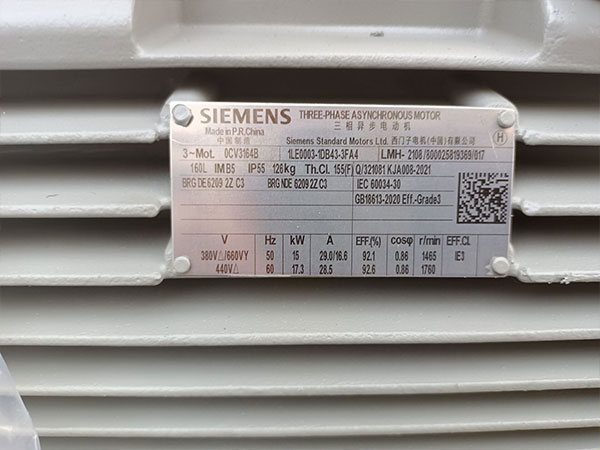 SIEMENS THREE-PHASE ASYNCHRONOUS MOTOR
Made in P.R.China 三相异步电动机
中国制造 Siemens Standard Motors Ltd. 西门子电机(中国)有限公司 H
3~Mot. 0CV3164B 1LE0003-1DB43-3FA4 LMH- 2108/800025819369/017
160L IM B5 IP55 126kg Th.Cl. 155(F) Q/321081 KJA008-2021
BRG DE 6209 2Z C3 BRG NDE 6209 2Z C3 IEC 60034-30
GB18613-2020 Eff.-Grade3
V Hz kW A EFF.(%) cosφ r/min EFF.CL
380V△/660VY 50 15 29.0/16.6 92.1 0.86 1465 IE3
440V△ 60 17.3 28.5 92.6 0.86 1760